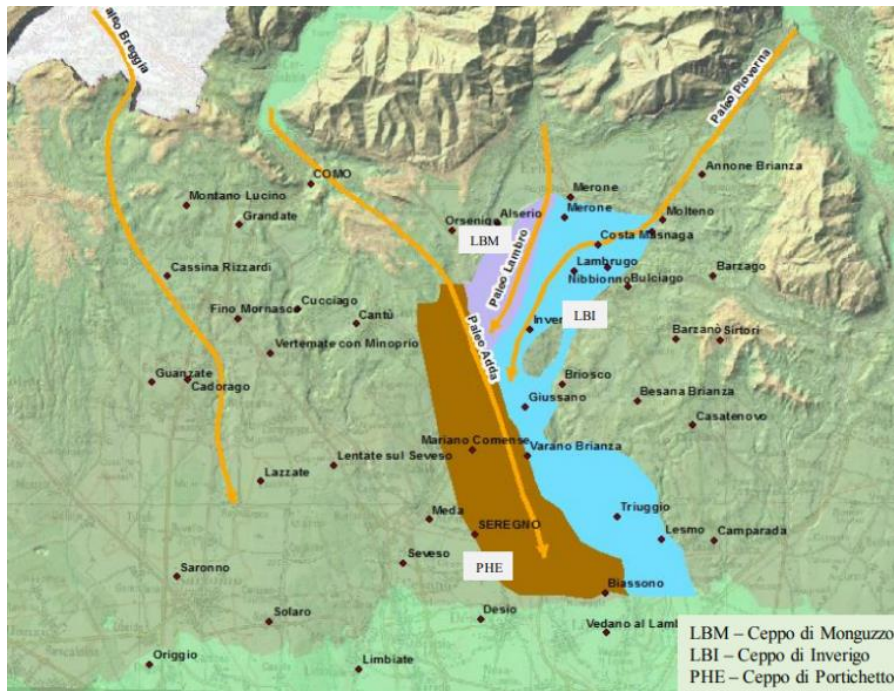 Paleo Breggia
Paleo Pioverna
COMO
Annone Brianza
Montano Lucino
Grandate
Merone
Alserio
Merone
Molteno
Orsenigo
LBM
Costa Masnaga
Paleo Lambro
Lambrugo
Nibbionno
Bulciago
Barzago
Cassina Rizzardi
Fino Mornasco
Cucciago
Cantù
LBI
Barzanò
Sirtori
Vertemate con Minoprio
Paleo Adda
Guanzate
Cadorago
Briosco
Besana Brianza
Giussano
Casatenovo
Mariano Comense
Varano Brianza
Lentate sul Seveso
Lazzate
Meda
SEREGNO
Triuggio
Lesmo
Camparada
Seveso
PHE
Saronno
Biassono
Solaro
Desio
Vedano al Lamb
Origgio
Limbiate
LBM – Ceppo di Monguzzo
LBI – Ceppo di Inverigo
PHE – Ceppo di Portichetto